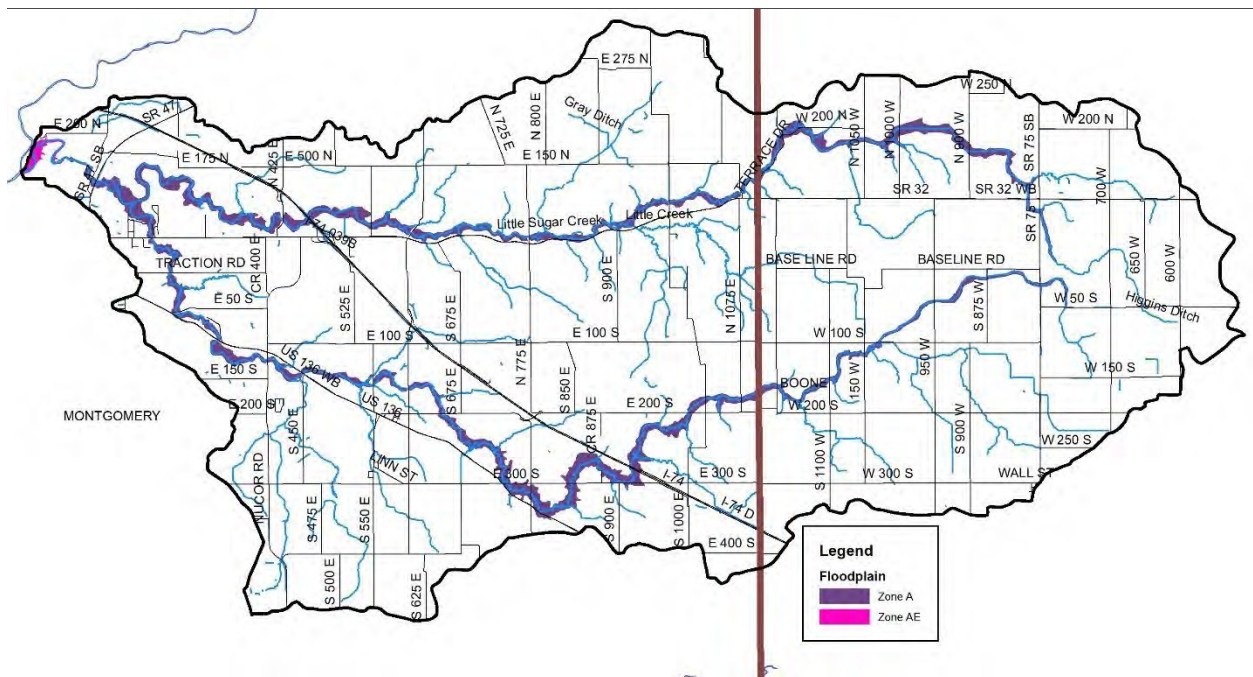 E 275 N
W 250 N
SR 47
E 200 N
N 725 E
N 800 E
Gray Ditch
W 200 N
N 1050 W
N 1000 W
N 900 W
SR 75 SB
W 200 N
N 425 E
E 500 N
E 175 N
E 150 N
TERRACE DR
SR 47 SB
SR 32
SR 32 WB
700 W
Little Sugar Creek
Little Creek
I-74 039B
SR 75
CR 400 E
TRACTION RD
S 900 E
BASE LINE RD
BASELINE RD
650 W
600 W
E 50 S
S 525 E
S 675 E
N 1075 E
S 875 W
W 50 S
Higgins Ditch
E 100 S
E 100 S
W 100 S
N 775 E
US 136 WB
E 150 S
S 675 E
S 850 E
BOONE
150 W
950 W
W 150 S
MONTGOMERY
E 200 S
S 450 E
US 136
E 200 S
W 200 S
CR 875 E
S 900 W
W 250 S
NUCOR RD
LINN ST
E 300 S
I-74
E 300 S
S 1100 W
W 300 S
WALL ST
S 475 E
S 550 E
S 900 E
S 1000 E
I-74 D
E 400 S
S 500 E
S 625 E
Legend
Floodplain
Zone A
Zone AE